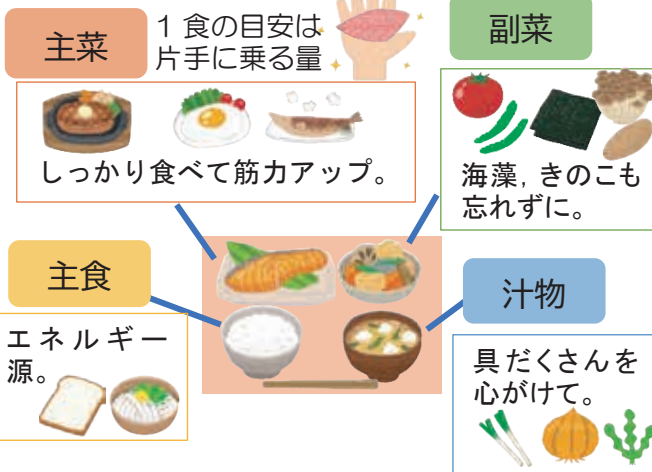 主菜
1食の目安は
片手に乗る量
しっかり食べて筋力アップ。
副菜
海藻，きのこも
忘れずに。
主食
エネルギー
源。
汁物
具だくさんを
心がけて。